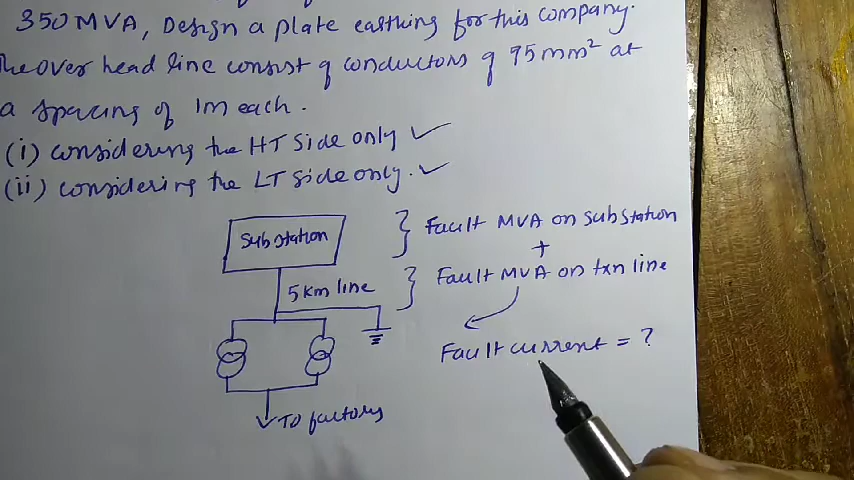 350 MVA, Design a plate earthing for this company.
The over head line consist of conductors of 95mm² at
a spacing of 1m each.
(i) considering the HT side only
(ii) considering the LT side only.
Substation
Fault MVA on substation
+
5km line
Fault MVA on txn line
Fault current = ?
To factory